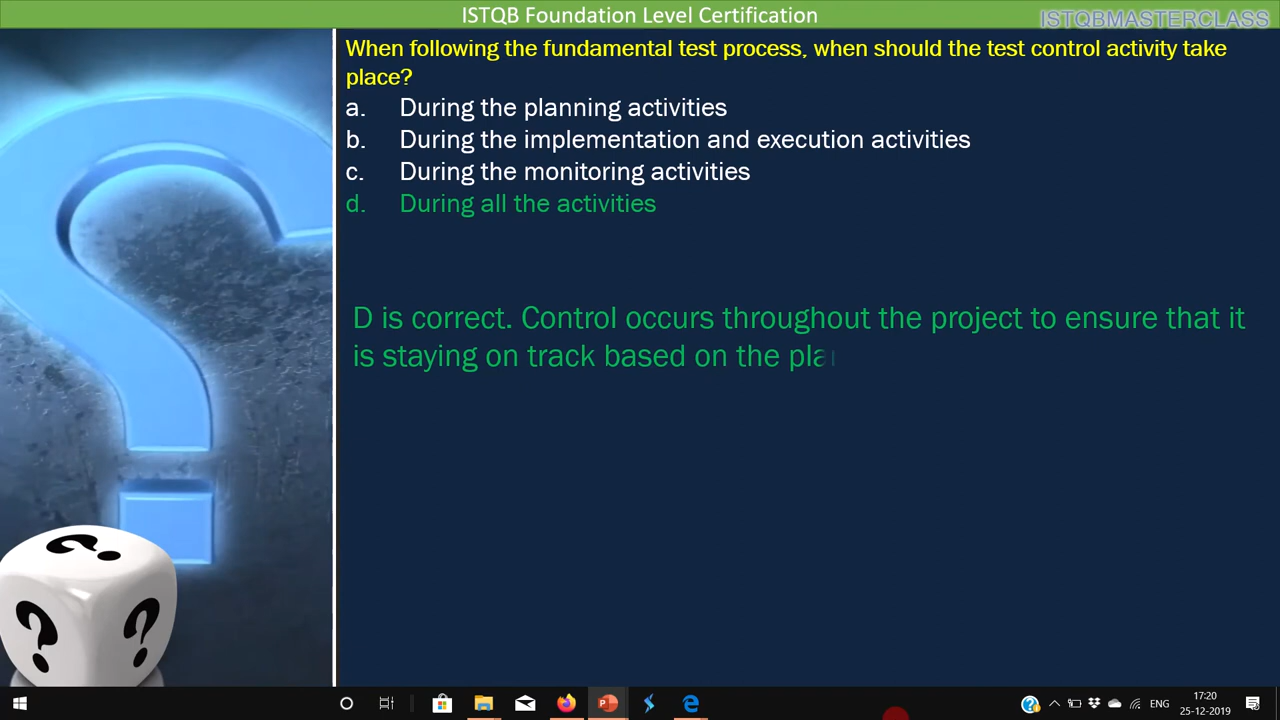 ISTQB Foundation Level Certification
ISTQBMASTERCLASS
When following the fundamental test process, when should the test control activity take
place?
a. During the planning activities
b. During the implementation and execution activities
c. During the monitoring activities
d. During all the activities
D is correct. Control occurs throughout the project to ensure that it
is staying on track based on the plan
ENG
17:20
25-12-2019